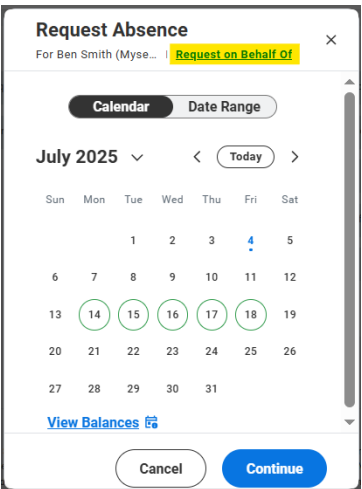 Request Absence
For Ben Smith (Myse... | Request on Behalf Of
Calendar Date Range
July 2025 Today
Sun Mon Tue Wed Thu Fri Sat
1 2 3 4 5
6 7 8 9 10 11 12
13 14 15 16 17 18 19
20 21 22 23 24 25 26
27 28 29 30 31
View Balances
Cancel Continue